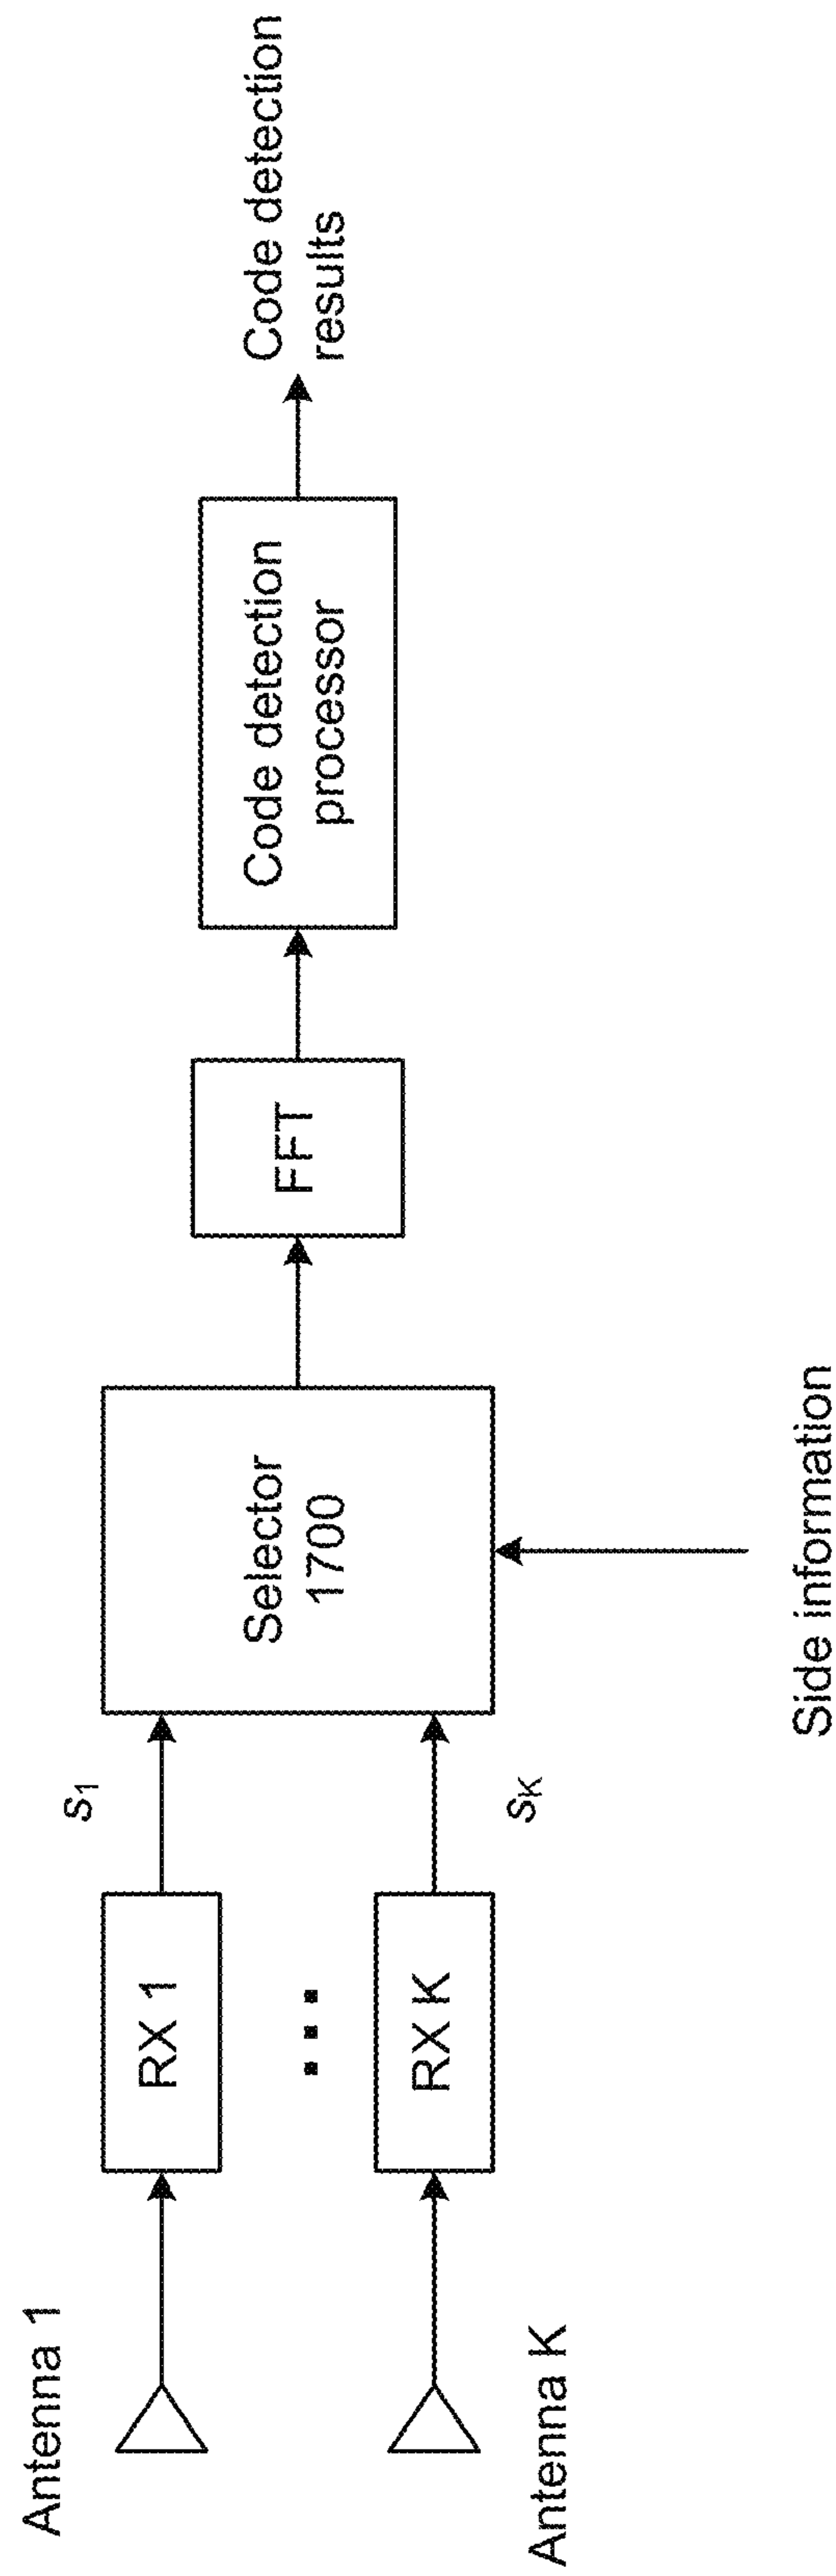 Antenna 1
RX 1
s1
Antenna K
RX K
sK
Selector
1700
Side information
FFT
Code detection
processor
Code detection
results